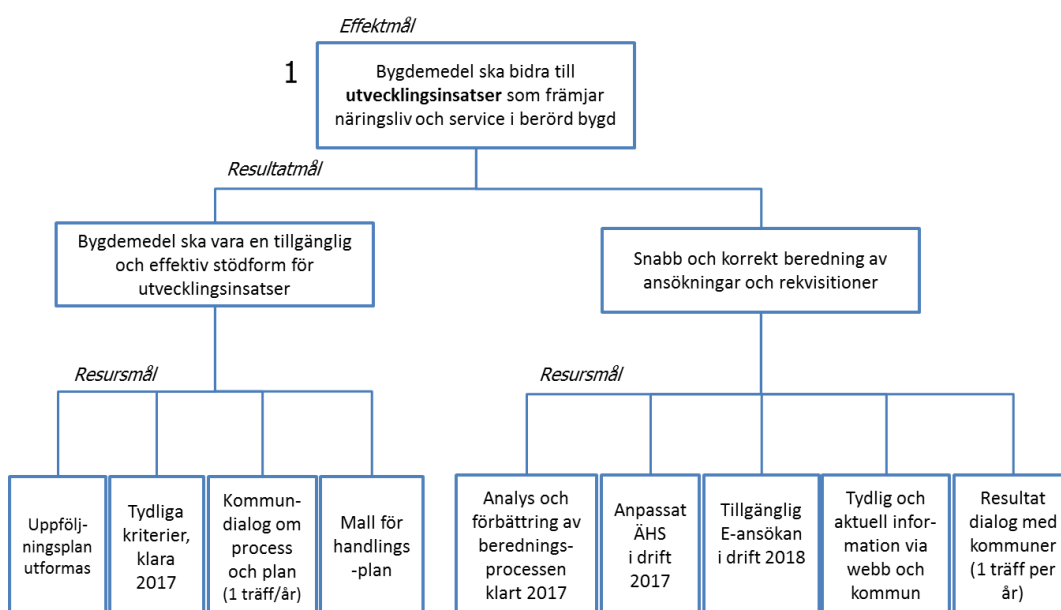 Effektmål
1
Bygdemedel ska bidra till
utvecklingsinsatser som främjar
näringsliv och service i berörd bygd
Resultatmål
Bygdemedel ska vara en tillgänglig
och effektiv stödform för
utvecklingsinsatser
Snabb och korrekt beredning av
ansökningar och rekvisitioner
Resursmål
Resursmål
Uppfölj-
ningsplan
utformas
Tydliga
kriterier,
klara
2017
Kommun-
dialog om
process
och plan
(1 träff/år)
Mall för
handlings
-plan
Analys och
förbättring av
berednings-
processen
klart 2017
Anpassat
ÄHS
i drift
2017
Tillgänglig
E-ansökan
i drift 2018
Tydlig och
aktuell infor-
mation via
webb och
kommun
Resultat
dialog med
kommuner
(1 träff per
år)